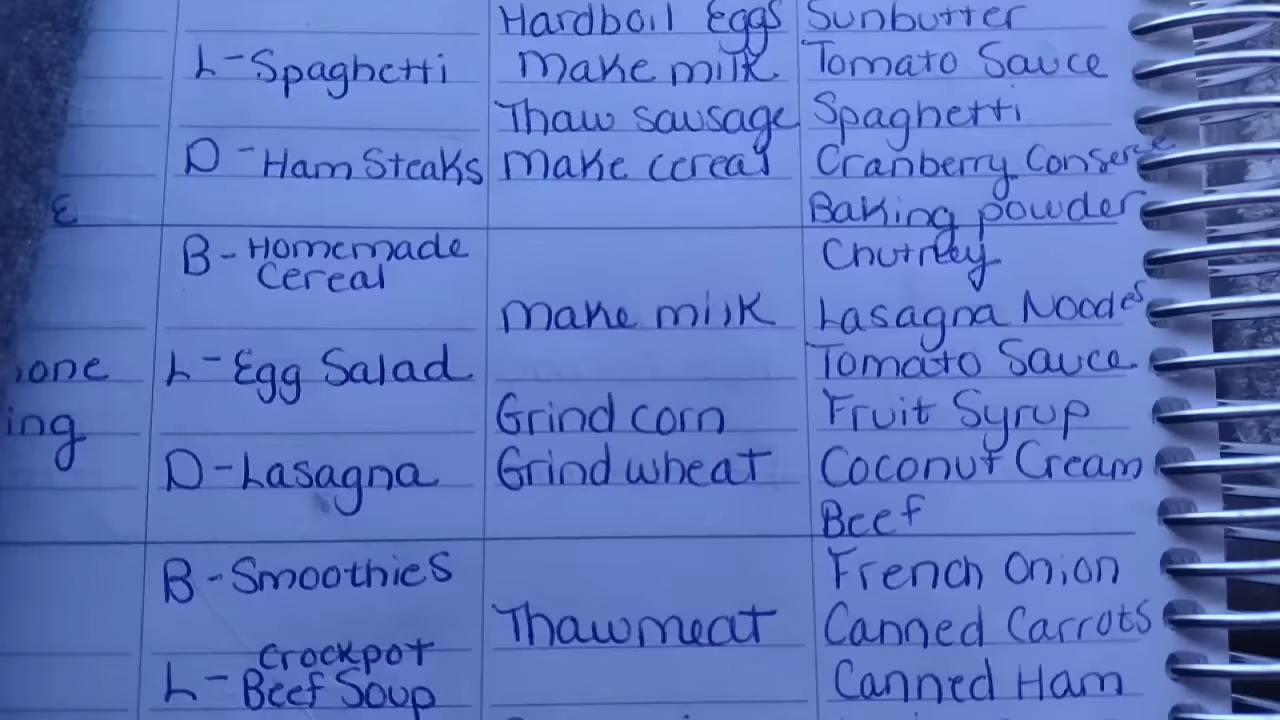 Hardboil Eggs Sunbutter
L-Spaghetti Make milk Tomato Sauce
Thaw sausage Spaghetti
D-Ham Steaks Make cereal Cranberry Conserve
Baking powder
B-Homemade Chutney
Cereal
Make milk Lasagna Noodes
L-Egg Salad Tomato Sauce
Grind corn Fruit Syrup
ing
D-Lasagna Grind wheat Coconut Cream
Beef
B-Smoothies French Onion
Thaw meat Canned Carrots
Crockpot
L-Beef Soup Canned Ham